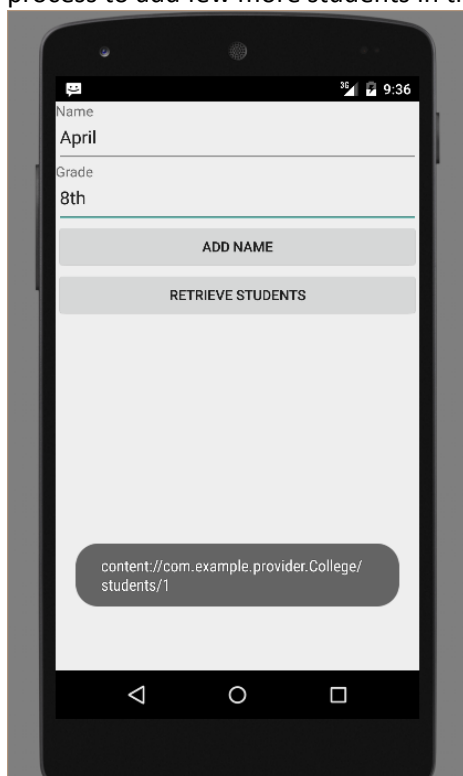 process to add few more students in
3G 9:36
Name
April
Grade
8th
ADD NAME
RETRIEVE STUDENTS
content://com.example.provider.College/
students/1